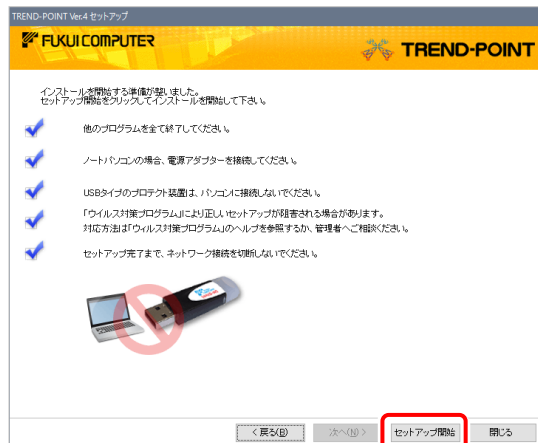 TREND-POINT Ver.4 セットアップ
FUKUI COMPUTER
TREND-POINT
インストールを開始する準備が整いました。
セットアップ開始をクリックしてインストールを開始して下さい。
他のプログラムを全て終了してください。
ノートパソコンの場合、電源アダプターを接続してください。
USBタイプのプロテクト装置は、パソコンに接続しないでください。
「ウイルス対策プログラム」により正しいセットアップが阻害される場合があります。
対応方法は「ウィルス対策プログラム」のヘルプを参照するか、管理者へご相談ください。
セットアップ完了まで、ネットワーク接続を切断しないでください。
< 戻る(B)
次へ(N) >
セットアップ開始
閉じる